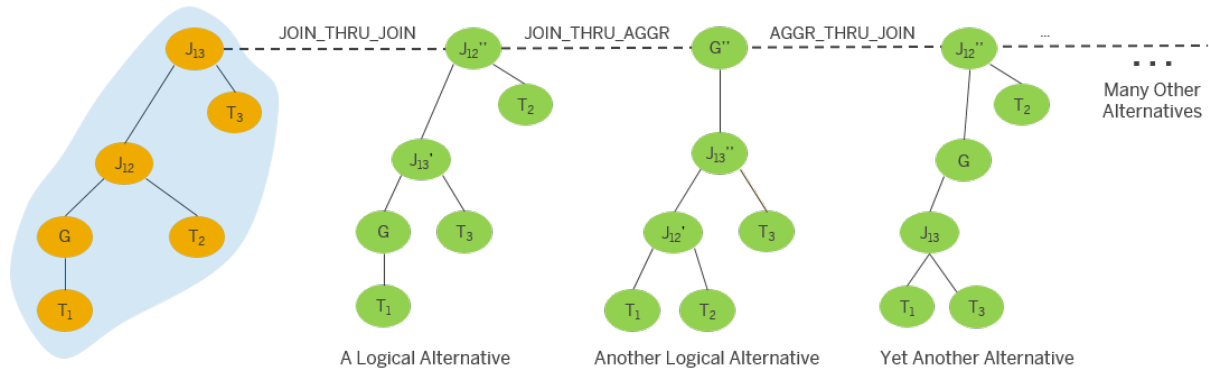 J13 JOIN_THRU_JOIN J12'' JOIN_THRU_AGGR G'' AGGR_THRU_JOIN J12'' ...
...
T3 T2 T2 Many Other
Alternatives
J12 J13' J13'' G
G T2 G T3 J12' T3 J13
T1 T1 T1 T2 T1 T3
A Logical Alternative Another Logical Alternative Yet Another Alternative